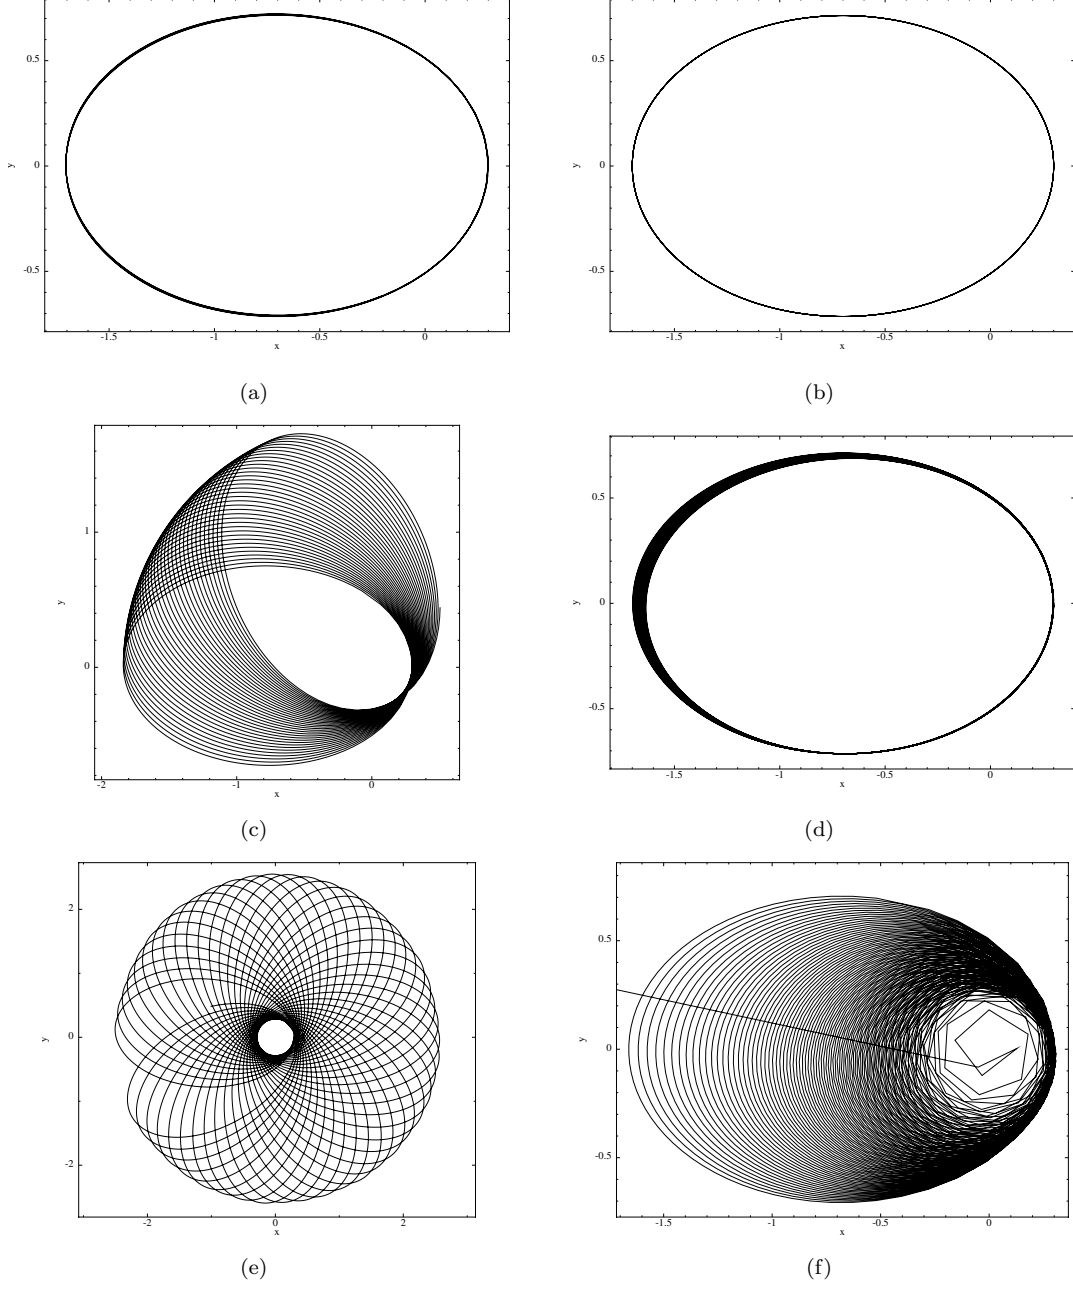 0.5 0.5
y 0 y 0
-0.5 -0.5
-1.5 -1 -0.5 0 -1.5 -1 -0.5 0
x x
(a) (b)
1 0.5
y y 0
0 -0.5
-2 -1 0 -1.5 -1 -0.5 0
x x
(c) (d)
2 0.5
y 0 y 0
-2 -0.5
-2 0 2 -1.5 -1 -0.5 0
x x
(e) (f)